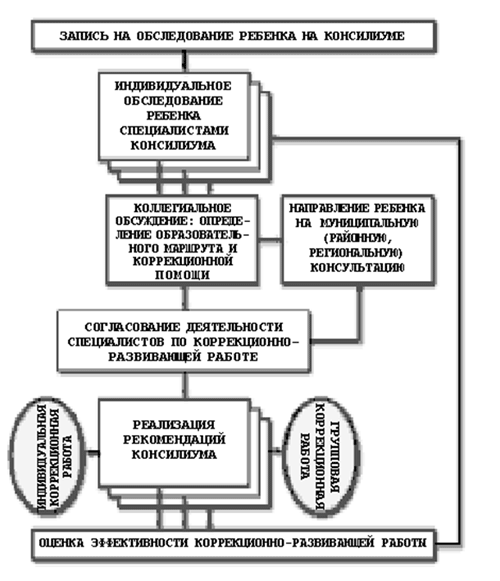 ЗАПИСЬ НА ОБСЛЕДОВАНИЕ РЕБЕНКА НА КОНСИЛИУМЕ
ИНДИВИДУАЛЬНОЕ
ОБСЛЕДОВАНИЕ
РЕБЕНКА
СПЕЦИАЛИСТАМИ
КОНСИЛИУМА
КОЛЛЕГИАЛЬНОЕ
ОБСУЖДЕНИЕ: ОПРЕДЕ-
ЛЕНИЕ ОБРАЗОВАТЕЛЬ-
НОГО МАРШРУТА И
КОРРЕКЦИОННОЙ
ПОМОЩИ
НАПРАВЛЕНИЕ РЕБЕНКА
НА МУНИЦИПАЛЬНУЮ
(РАЙОННУЮ,
РЕГИОНАЛЬНУЮ)
КОНСУЛЬТАЦИЮ
СОГЛАСОВАНИЕ ДЕЯТЕЛЬНОСТИ
СПЕЦИАЛИСТОВ ПО КОРРЕКЦИОННО-
РАЗВИВАЮЩЕЙ РАБОТЕ
ИНДИВИДУАЛЬНАЯ
КОРРЕКЦИОННАЯ
РАБОТА
РЕАЛИЗАЦИЯ
РЕКОМЕНДАЦИЙ
КОНСИЛИУМА
ГРУППОВАЯ
КОРРЕКЦИОННАЯ
РАБОТА
ОЦЕНКА ЭФФЕКТИВНОСТИ КОРРЕКЦИОННО-РАЗВИВАЮЩЕЙ РАБОТЫ